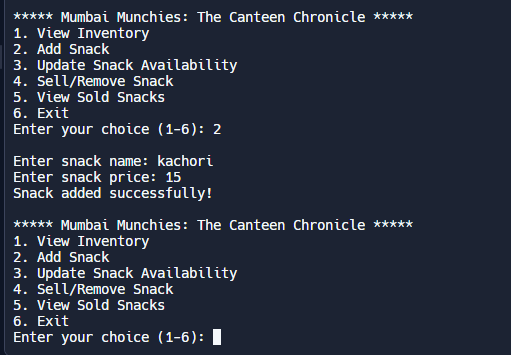 ***** Mumbai Munchies: The Canteen Chronicle *****
1. View Inventory
2. Add Snack
3. Update Snack Availability
4. Sell/Remove Snack
5. View Sold Snacks
6. Exit
Enter your choice (1-6): 2

Enter snack name: kachori
Enter snack price: 15
Snack added successfully!

***** Mumbai Munchies: The Canteen Chronicle *****
1. View Inventory
2. Add Snack
3. Update Snack Availability
4. Sell/Remove Snack
5. View Sold Snacks
6. Exit
Enter your choice (1-6):